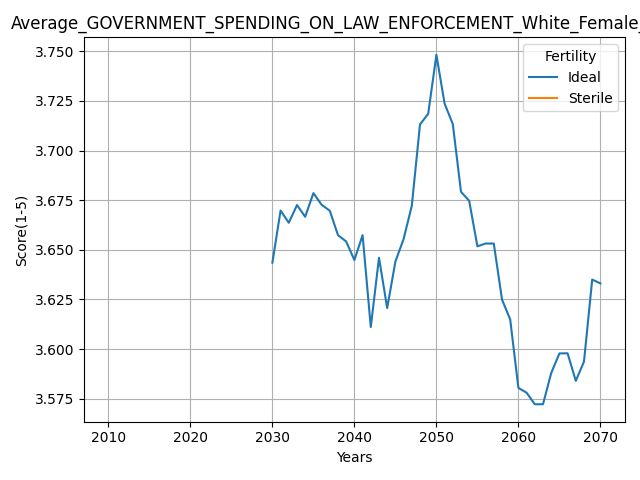 Average_GOVERNMENT_SPENDING_ON_LAW_ENFORCEMENT_White_Female_
Fertility
Ideal
Sterile
Score(1-5)
3.750
3.725
3.700
3.675
3.650
3.625
3.600
3.575
2010 2020 2030 2040 2050 2060 2070
Years